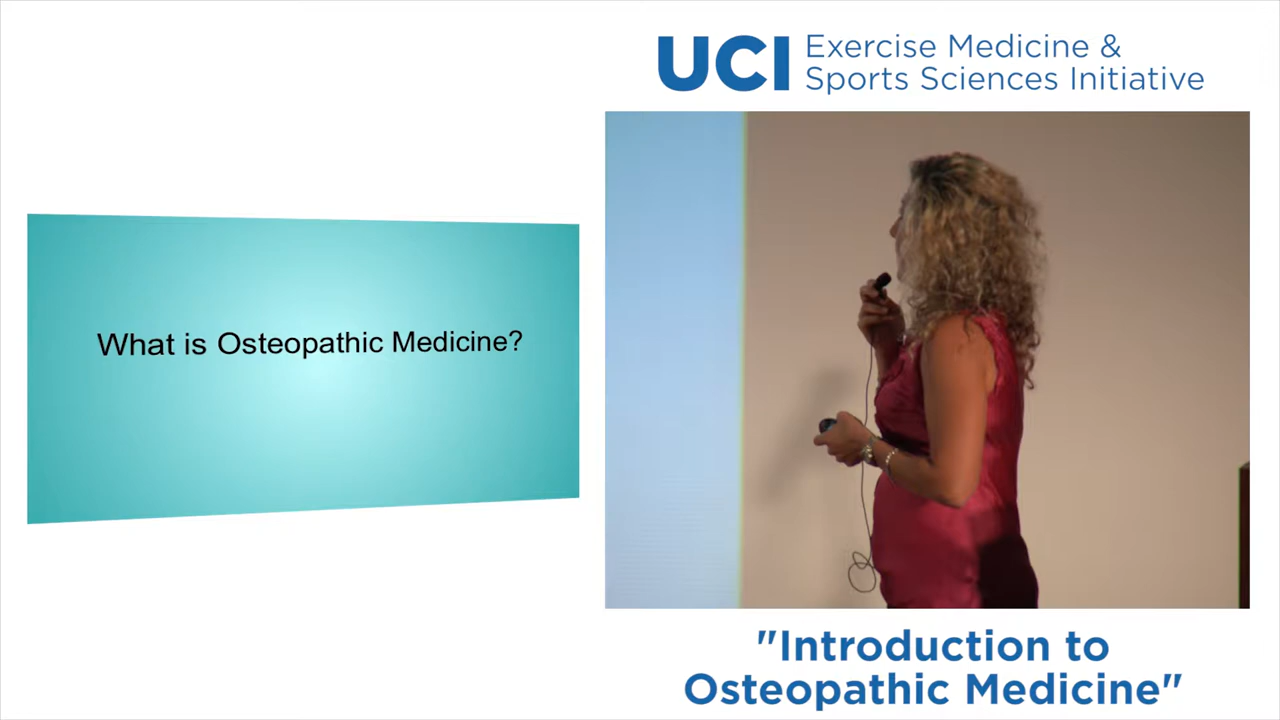 UCI
Exercise Medicine &
Sports Sciences Initiative
What is Osteopathic Medicine?
"Introduction to
Osteopathic Medicine"